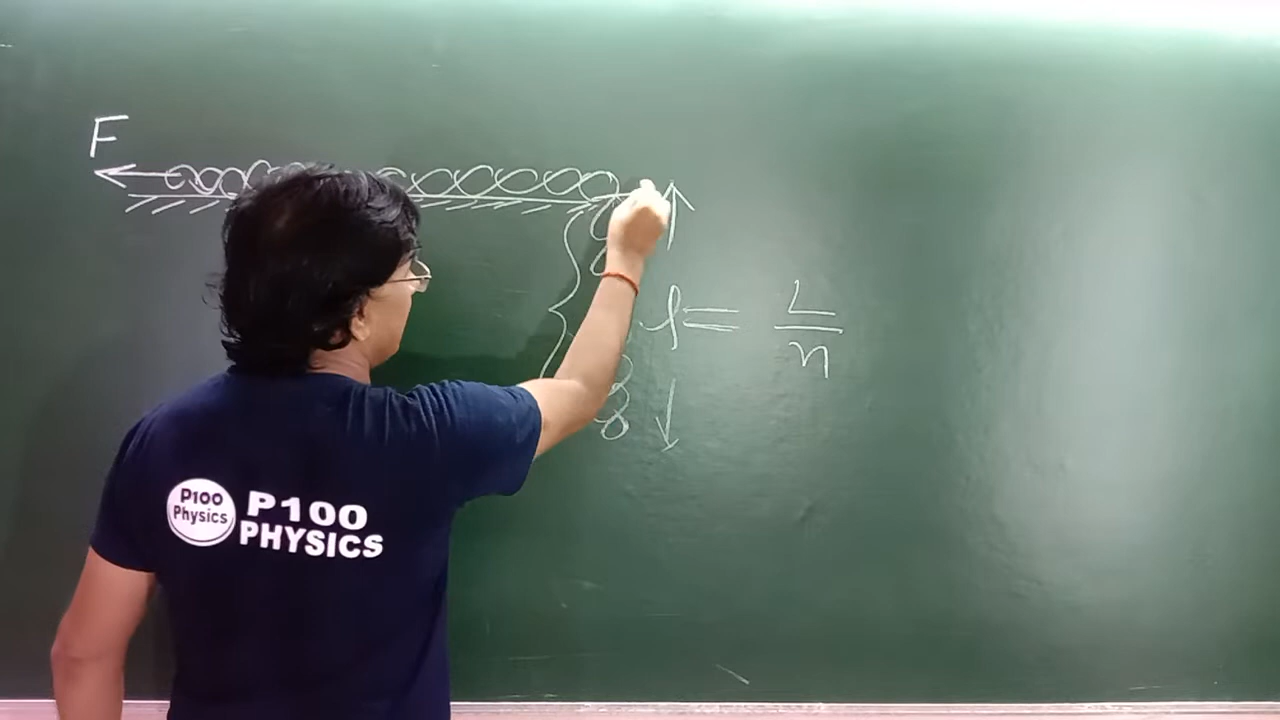 F
l = L/n
P100
Physics
P100
PHYSICS